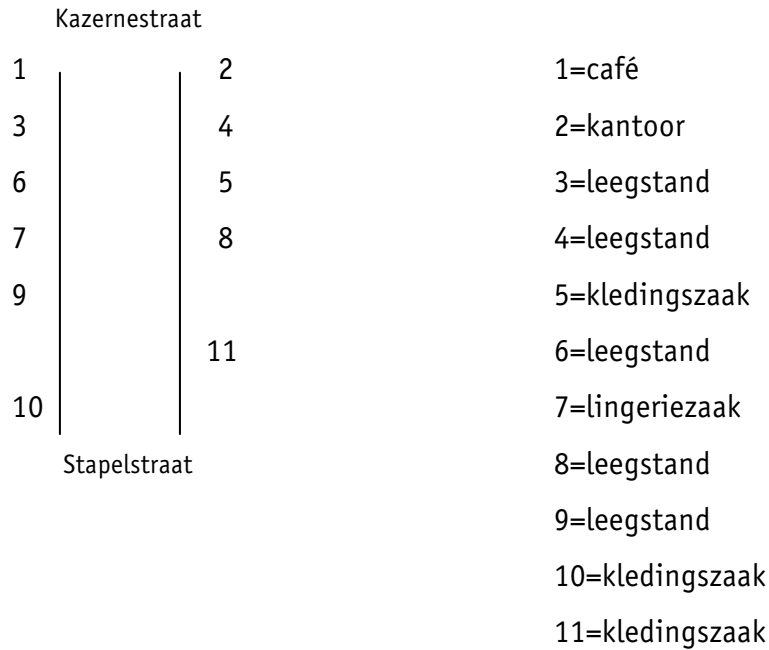 Kazernestraat
1 2 1=café
3 4 2=kantoor
6 5 3=leegstand
7 8 4=leegstand
9 5=kledingszaak
11 6=leegstand
10 7=lingeriezaak
Stapelstraat 8=leegstand
9=leegstand
10=kledingszaak
11=kledingszaak